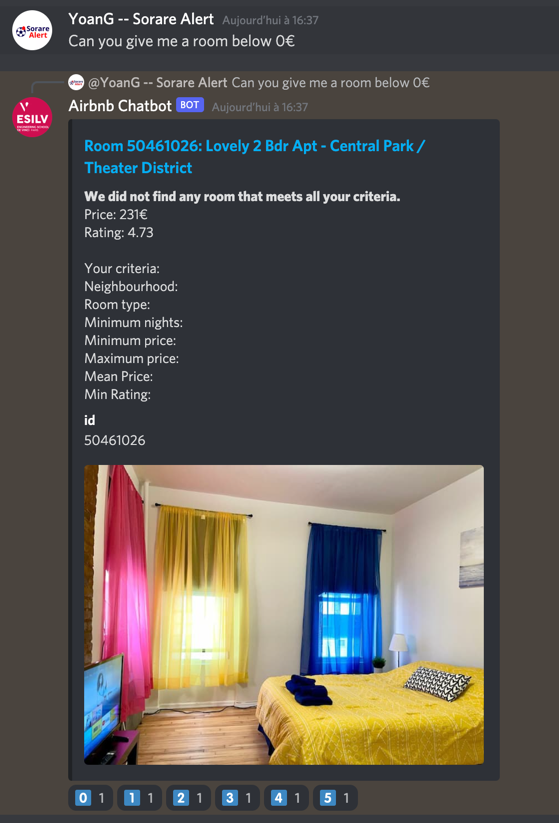 YoanG -- Sorare Alert Aujourd'hui à 16:37
Sorare
Alert
Can you give me a room below 0€
@YoanG -- Sorare Alert Can you give me a room below 0€
Airbnb Chatbot BOT Aujourd'hui à 16:37
ESILV
Room 50461026: Lovely 2 Bdr Apt - Central Park /
Theater District
We did not find any room that meets all your criteria.
Price: 231€
Rating: 4.73
Your criteria:
Neighbourhood:
Room type:
Minimum nights:
Minimum price:
Maximum price:
Mean Price:
Min Rating:
id
50461026
0 1 1 1 2 1 3 1 4 1 5 1